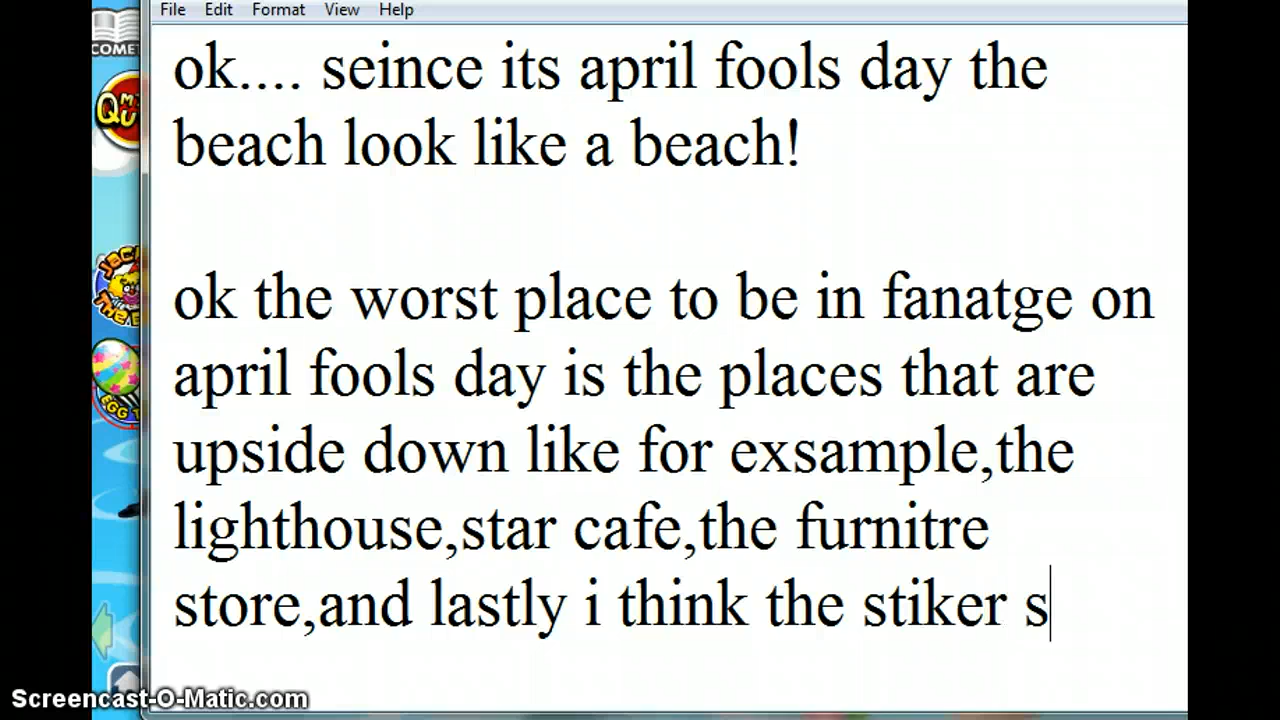 File Edit Format View Help
ok.... seince its april fools day the
beach look like a beach!
ok the worst place to be in fanatge on
april fools day is the places that are
upside down like for exsample,the
lighthouse,star cafe,the furnitre
store,and lastly i think the stiker s
COME
EGG
Screencast-O-Matic.com